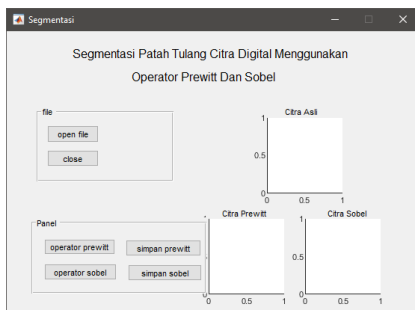 Segmentasi
Segmentasi Patah Tulang Citra Digital Menggunakan
Operator Prewitt Dan Sobel
file
open file
close
Citra Asli
1
0.5
0
0 0.5 1
Panel
operator prewitt simpan prewitt
operator sobel simpan sobel
Citra Prewitt
0 0.5 1
Citra Sobel
1
0.5
0
0 0.5 1